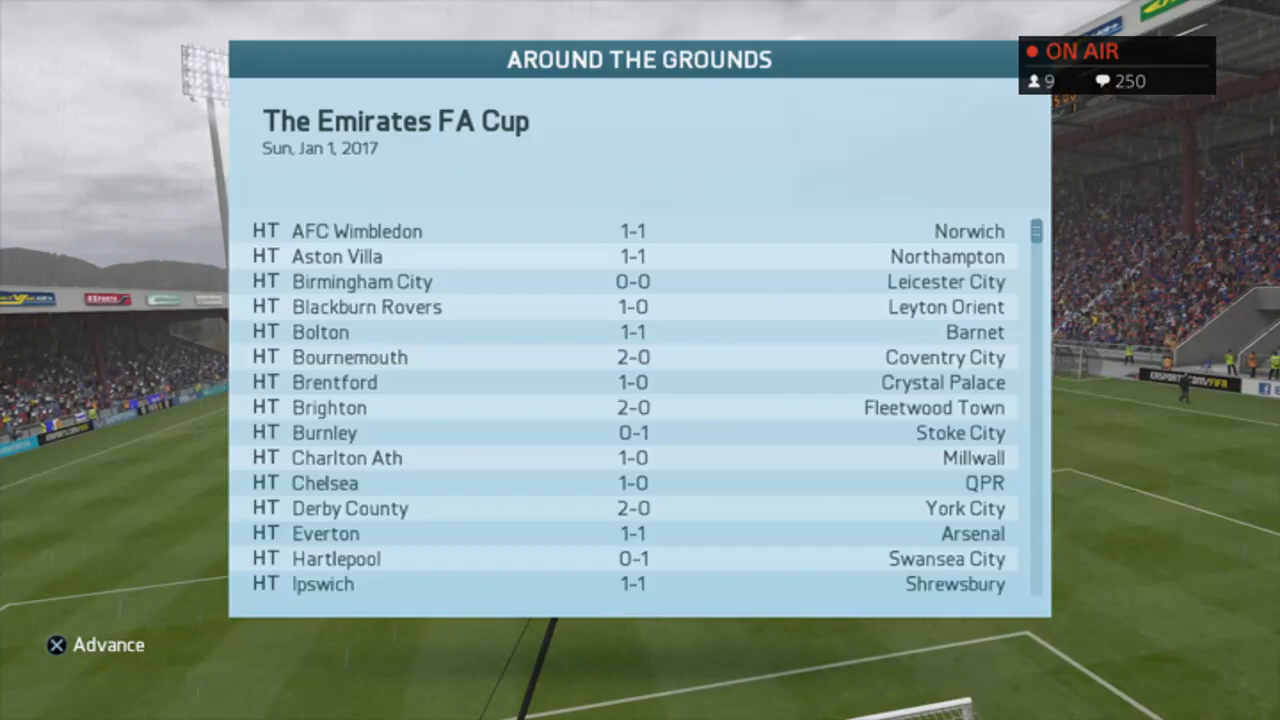 AROUND THE GROUNDS
ON AIR
9 250
The Emirates FA Cup
Sun, Jan 1, 2017
HT AFC Wimbledon 1-1 Norwich
HT Aston Villa 1-1 Northampton
HT Birmingham City 0-0 Leicester City
HT Blackburn Rovers 1-0 Leyton Orient
HT Bolton 1-1 Barnet
HT Bournemouth 2-0 Coventry City
HT Brentford 1-0 Crystal Palace
HT Brighton 2-0 Fleetwood Town
HT Burnley 0-1 Stoke City
HT Charlton Ath 1-0 Millwall
HT Chelsea 1-0 QPR
HT Derby County 2-0 York City
HT Everton 1-1 Arsenal
HT Hartlepool 0-1 Swansea City
HT Ipswich 1-1 Shrewsbury
EASPORTS.COM/FIFA
Advance